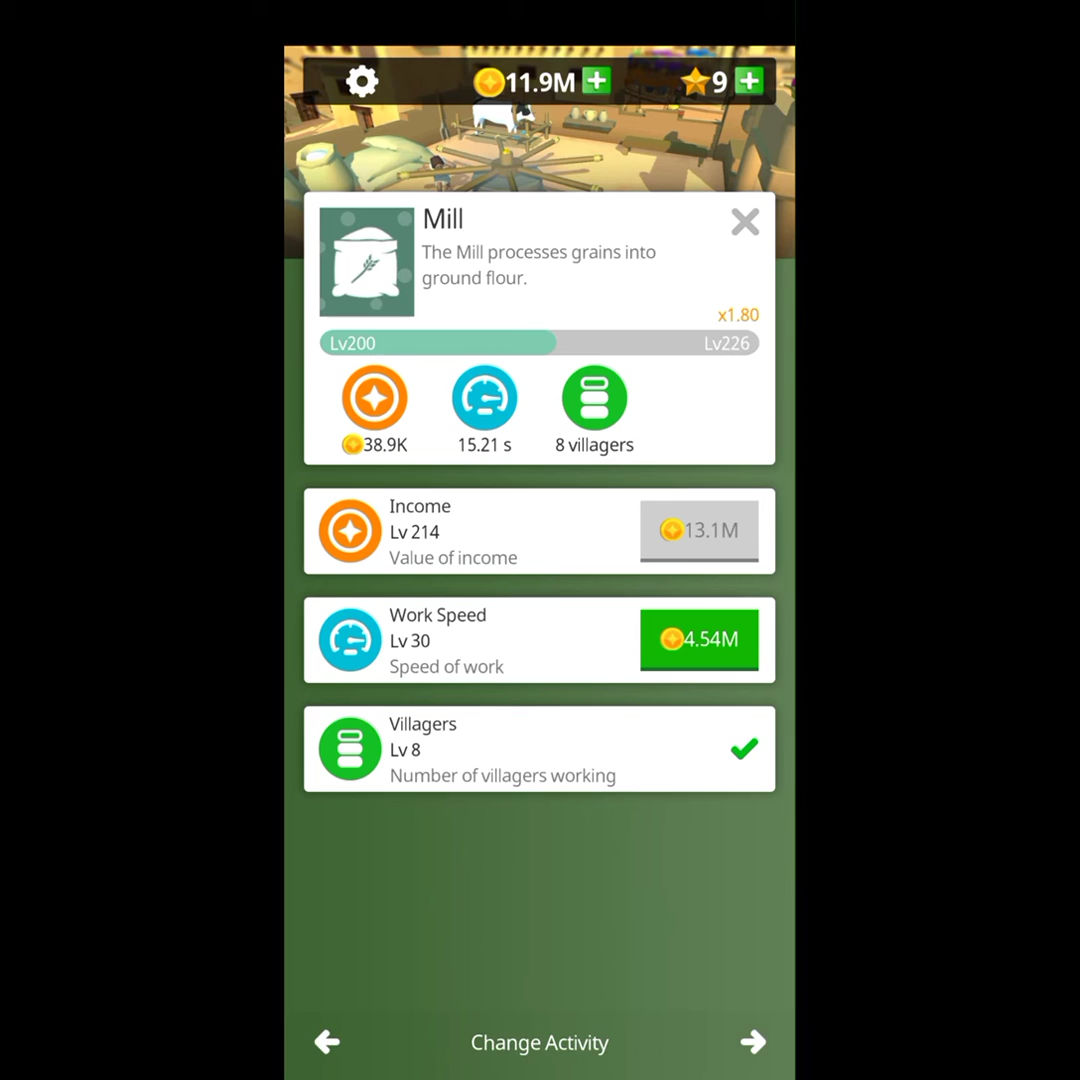 11.9M
9
Mill
The Mill processes grains into
ground flour.
x1.80
Lv200 Lv226
38.9K 15.21 s 8 villagers
Income
Lv 214
Value of income
13.1M
Work Speed
Lv 30
Speed of work
4.54M
Villagers
Lv 8
Number of villagers working
Change Activity